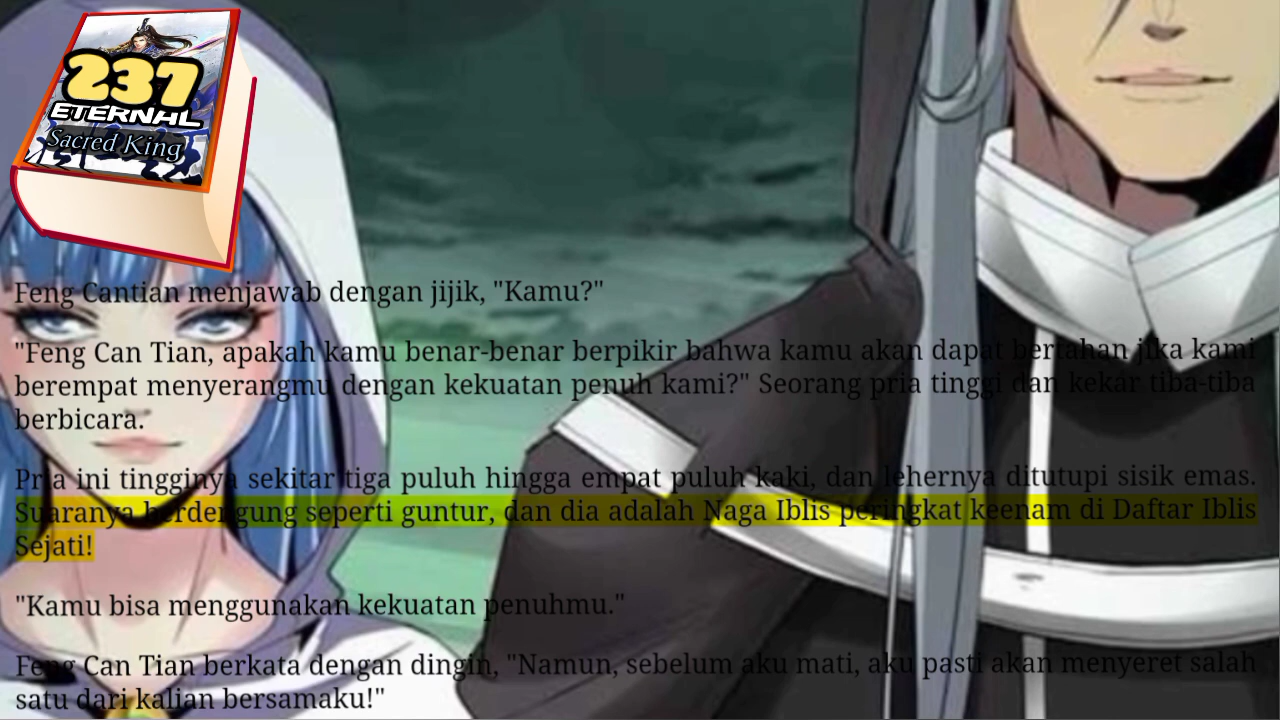 237
ETERNAL
Sacred King
Feng Cantian menjawab dengan jijik, "Kamu?"
"Feng Can Tian, apakah kamu benar-benar berpikir bahwa kamu akan dapat bertahan jika kami
berempat menyerangmu dengan kekuatan penuh kami?" Seorang pria tinggi dan kekar tiba-tiba
berbicara.
Pria ini tingginya sekitar tiga puluh hingga empat puluh kaki, dan lehernya ditutupi sisik emas.
Suaranya berdengung seperti guntur, dan dia adalah Naga Iblis peringkat keenam di Daftar Iblis
Sejati!
"Kamu bisa menggunakan kekuatan penuhmu."
Feng Can Tian berkata dengan dingin, "Namun, sebelum aku mati, aku pasti akan menyeret salah
satu dari kalian bersamaku!"